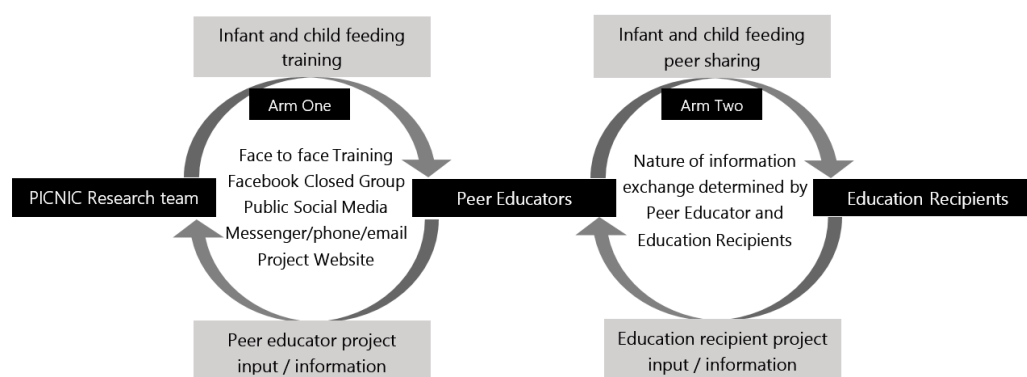 Infant and child feeding
training
Infant and child feeding
peer sharing
Arm One
Arm Two
Face to face Training
Facebook Closed Group
Public Social Media
Messenger/phone/email
Project Website
Nature of information
exchange determined by
Peer Educator and
Education Recipients
PICNIC Research team
Peer Educators
Education Recipients
Peer educator project
input / information
Education recipient project
input / information